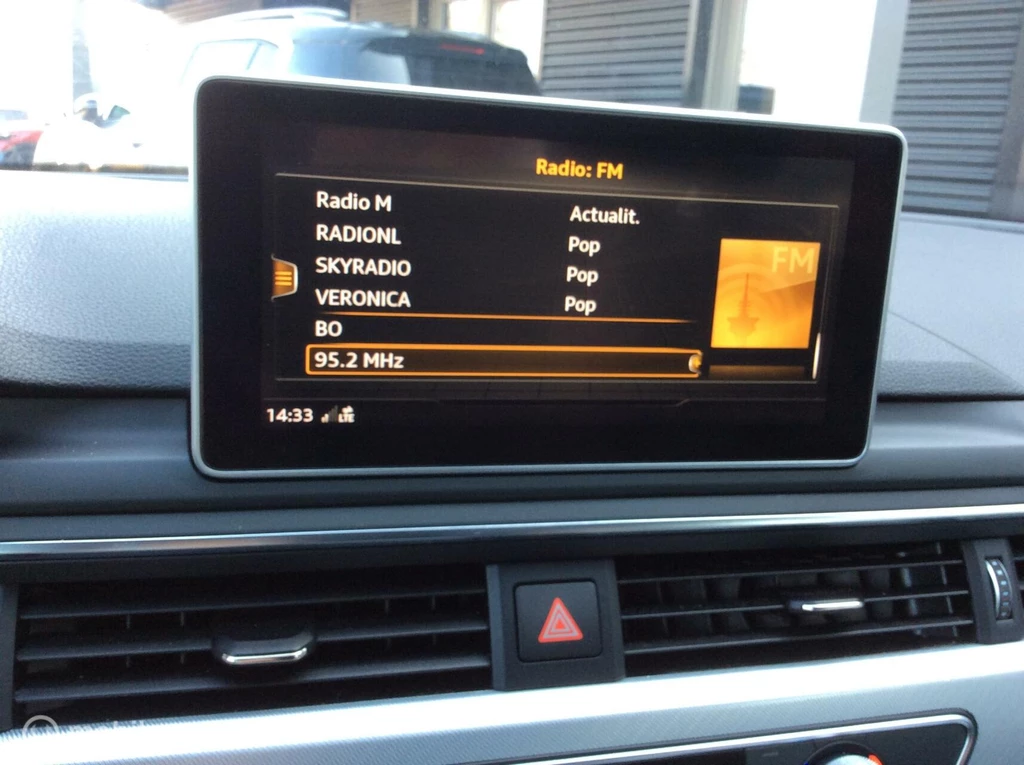 Radio: FM
Radio M Actualit.
RADIONL Pop
SKYRADIO Pop
VERONICA Pop
BO
95.2 MHz
FM
14:33 LTE